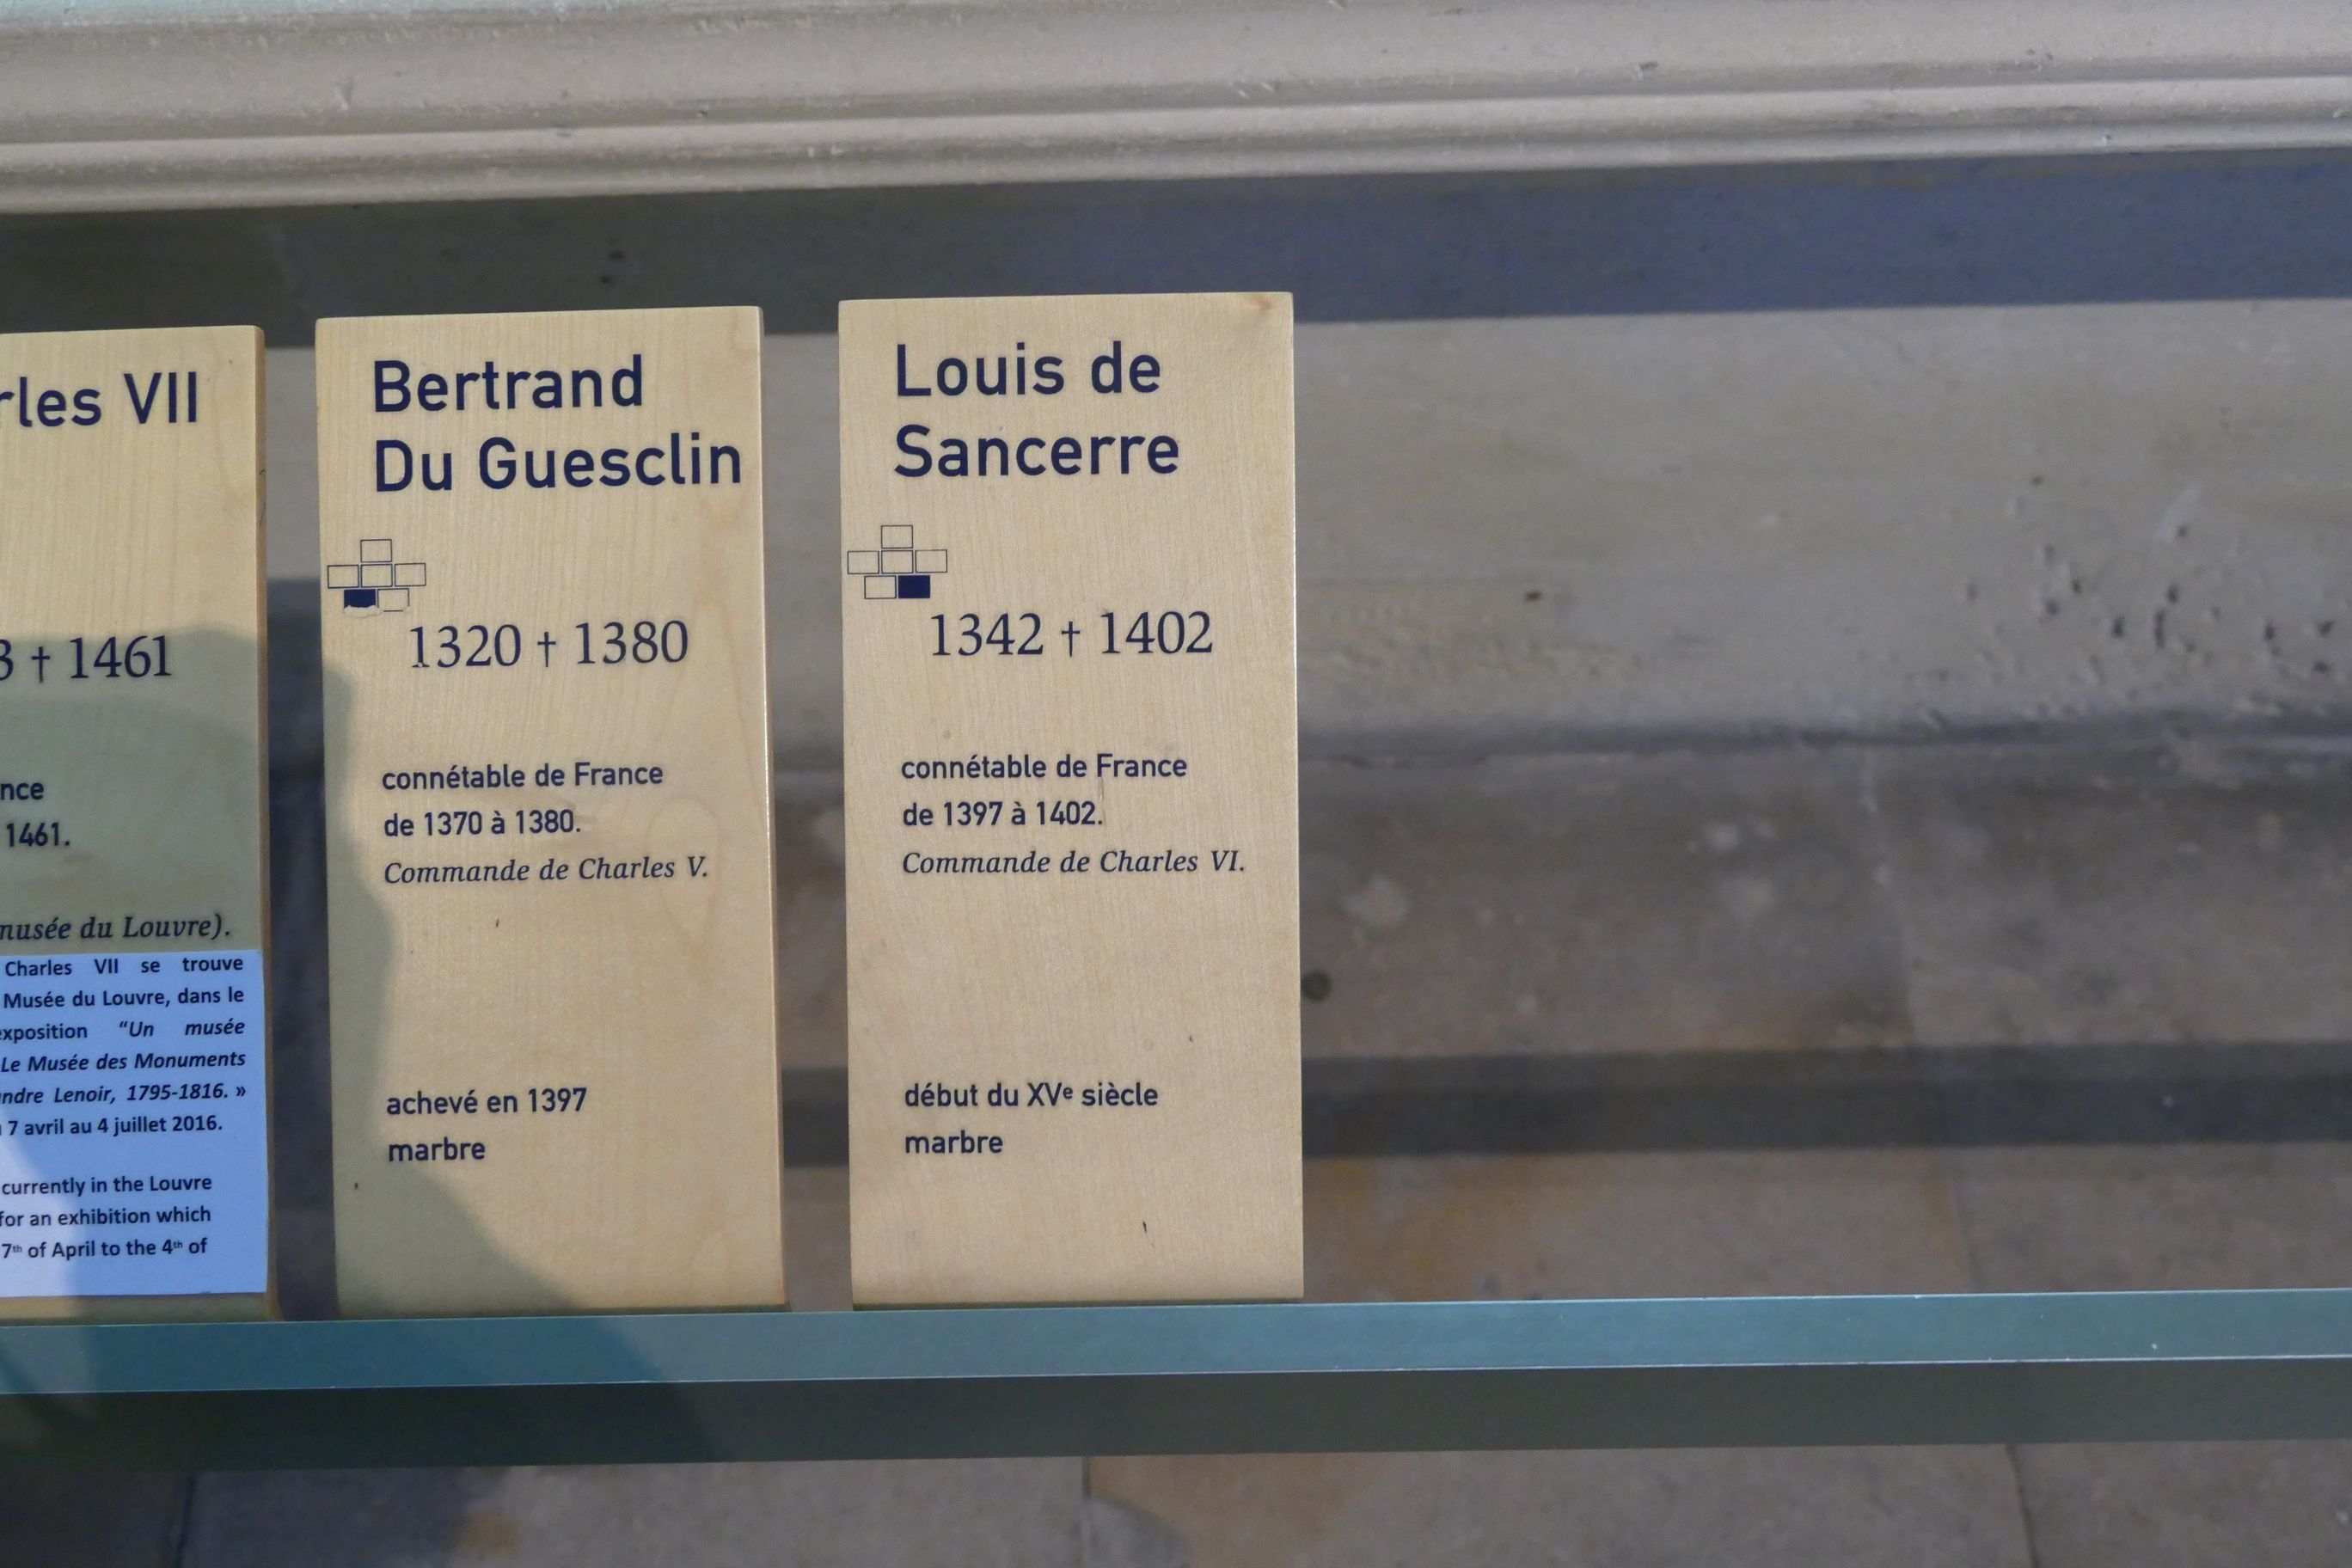 rles VII
3 † 1461
nce
1461.
musée du Louvre).
Charles VII se trouve
Musée du Louvre, dans le
exposition “Un musée
Le Musée des Monuments
Lenoir, 1795-1816. »
7 avril au 4 juillet 2016.
currently in the Louvre
for an exhibition which
7th of April to the 4th of
Bertrand
Du Guesclin
1320 † 1380
connétable de France
de 1370 à 1380.
Commande de Charles V.
achevé en 1397
marbre
Louis de
Sancerre
1342 † 1402
connétable de France
de 1397 à 1402.
Commande de Charles VI.
début du XVe siècle
marbre